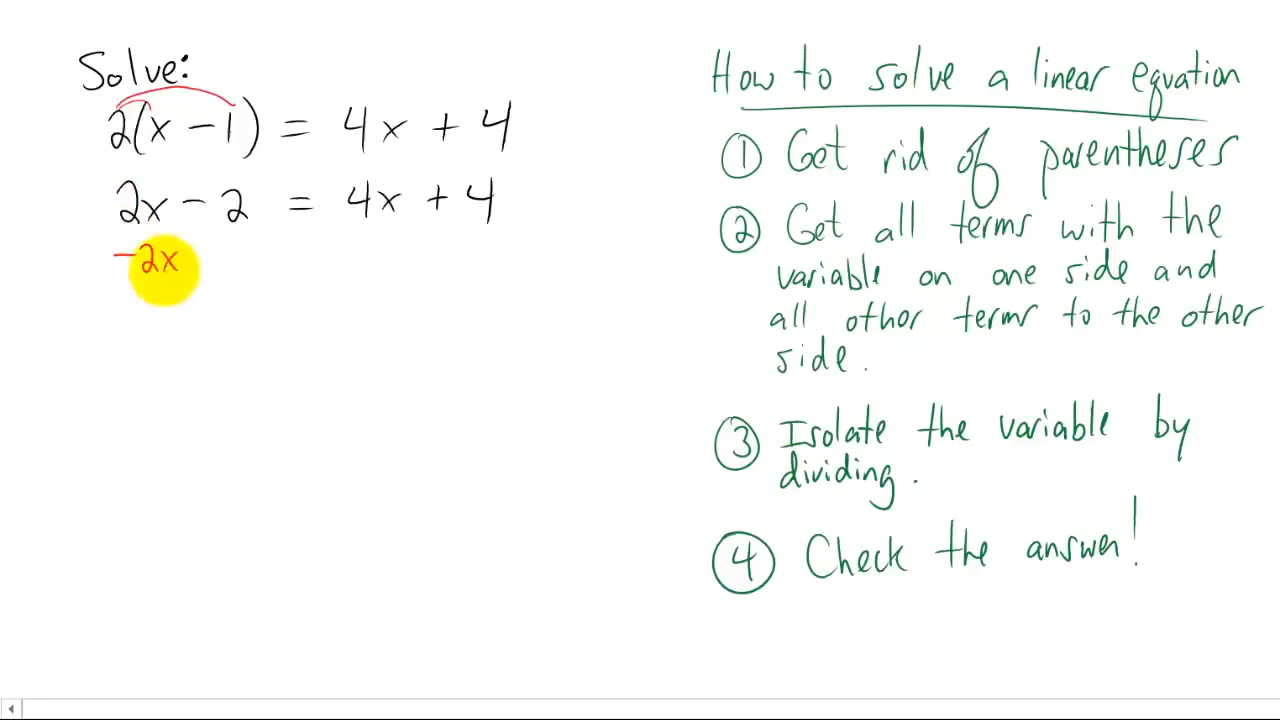 Solve:
2(x - 1) = 4x + 4
2x - 2 = 4x + 4
-2x
How to solve a linear equation
① Get rid of parentheses
② Get all terms with the
variable on one side and
all other terms to the other
side.
③ Isolate the variable by
dividing.
④ Check the answer!